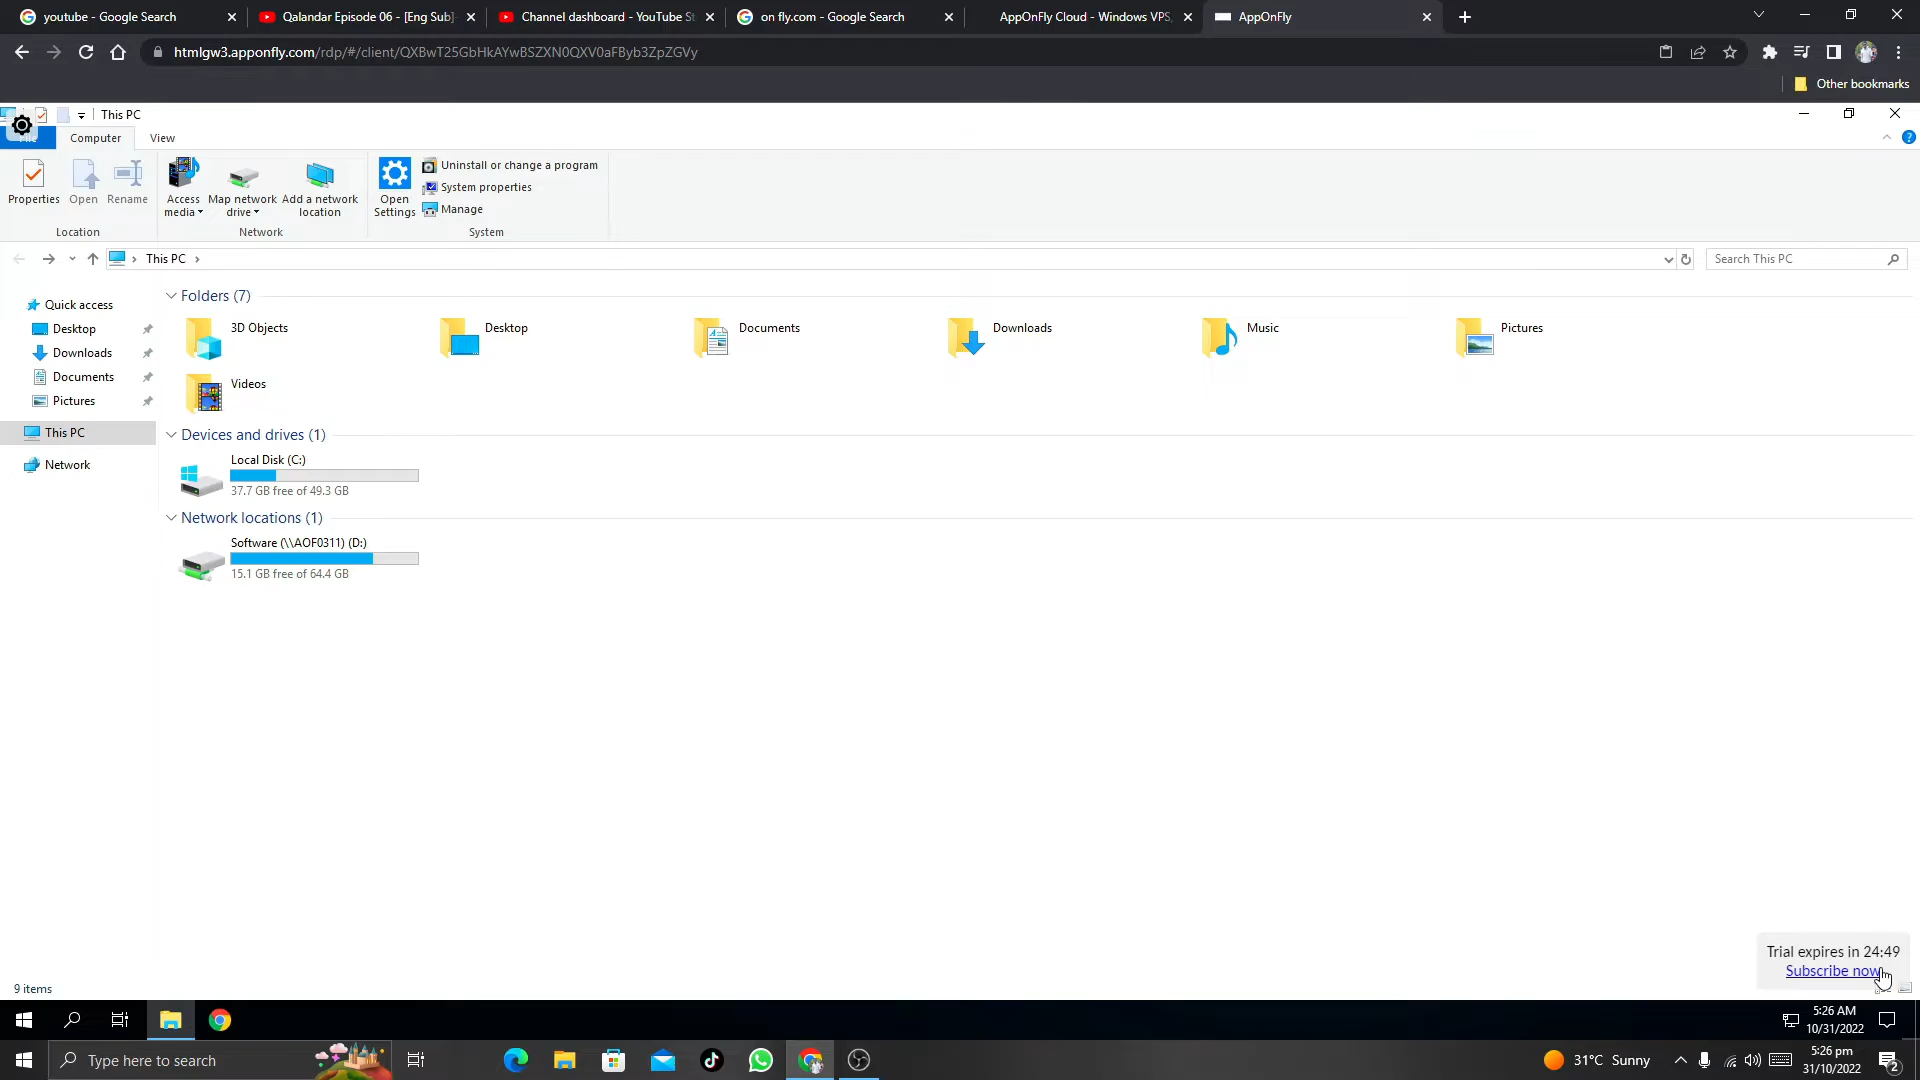 youtube - Google Search
Qalandar Episode 06 - [Eng Sub]
Channel dashboard - YouTube St
on fly.com - Google Search
AppOnFly Cloud - Windows VPS,
AppOnFly
htmlgw3.apponfly.com/rdp/#/client/QXBwT25GbHkAYwBSZXN0QXV0aFByb3ZpZGVy
Other bookmarks
This PC
Computer
View
Properties
Open
Rename
Access media
Map network drive
Add a network location
Open Settings
Uninstall or change a program
System properties
Manage
Location
Network
System
This PC
Search This PC
Quick access
Desktop
Downloads
Documents
Pictures
This PC
Network
Folders (7)
3D Objects
Desktop
Documents
Downloads
Music
Pictures
Videos
Devices and drives (1)
Local Disk (C:)
37.7 GB free of 49.3 GB
Network locations (1)
Software (\\AOF0311) (D:)
15.1 GB free of 64.4 GB
Trial expires in 24:49
Subscribe now
9 items
5:26 AM
10/31/2022
Type here to search
31°C Sunny
5:26 pm
31/10/2022
2